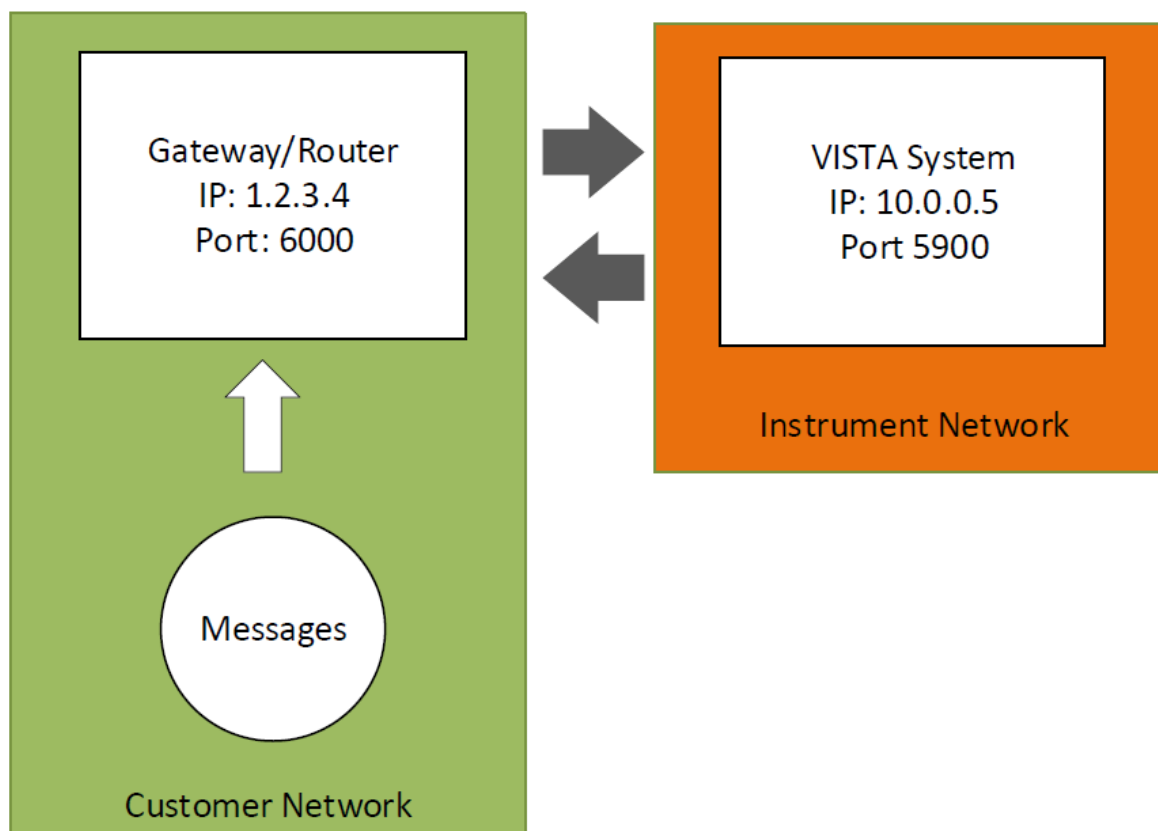 Gateway/Router
IP: 1.2.3.4
Port: 6000
VISTA System
IP: 10.0.0.5
Port 5900
Instrument Network
Messages
Customer Network